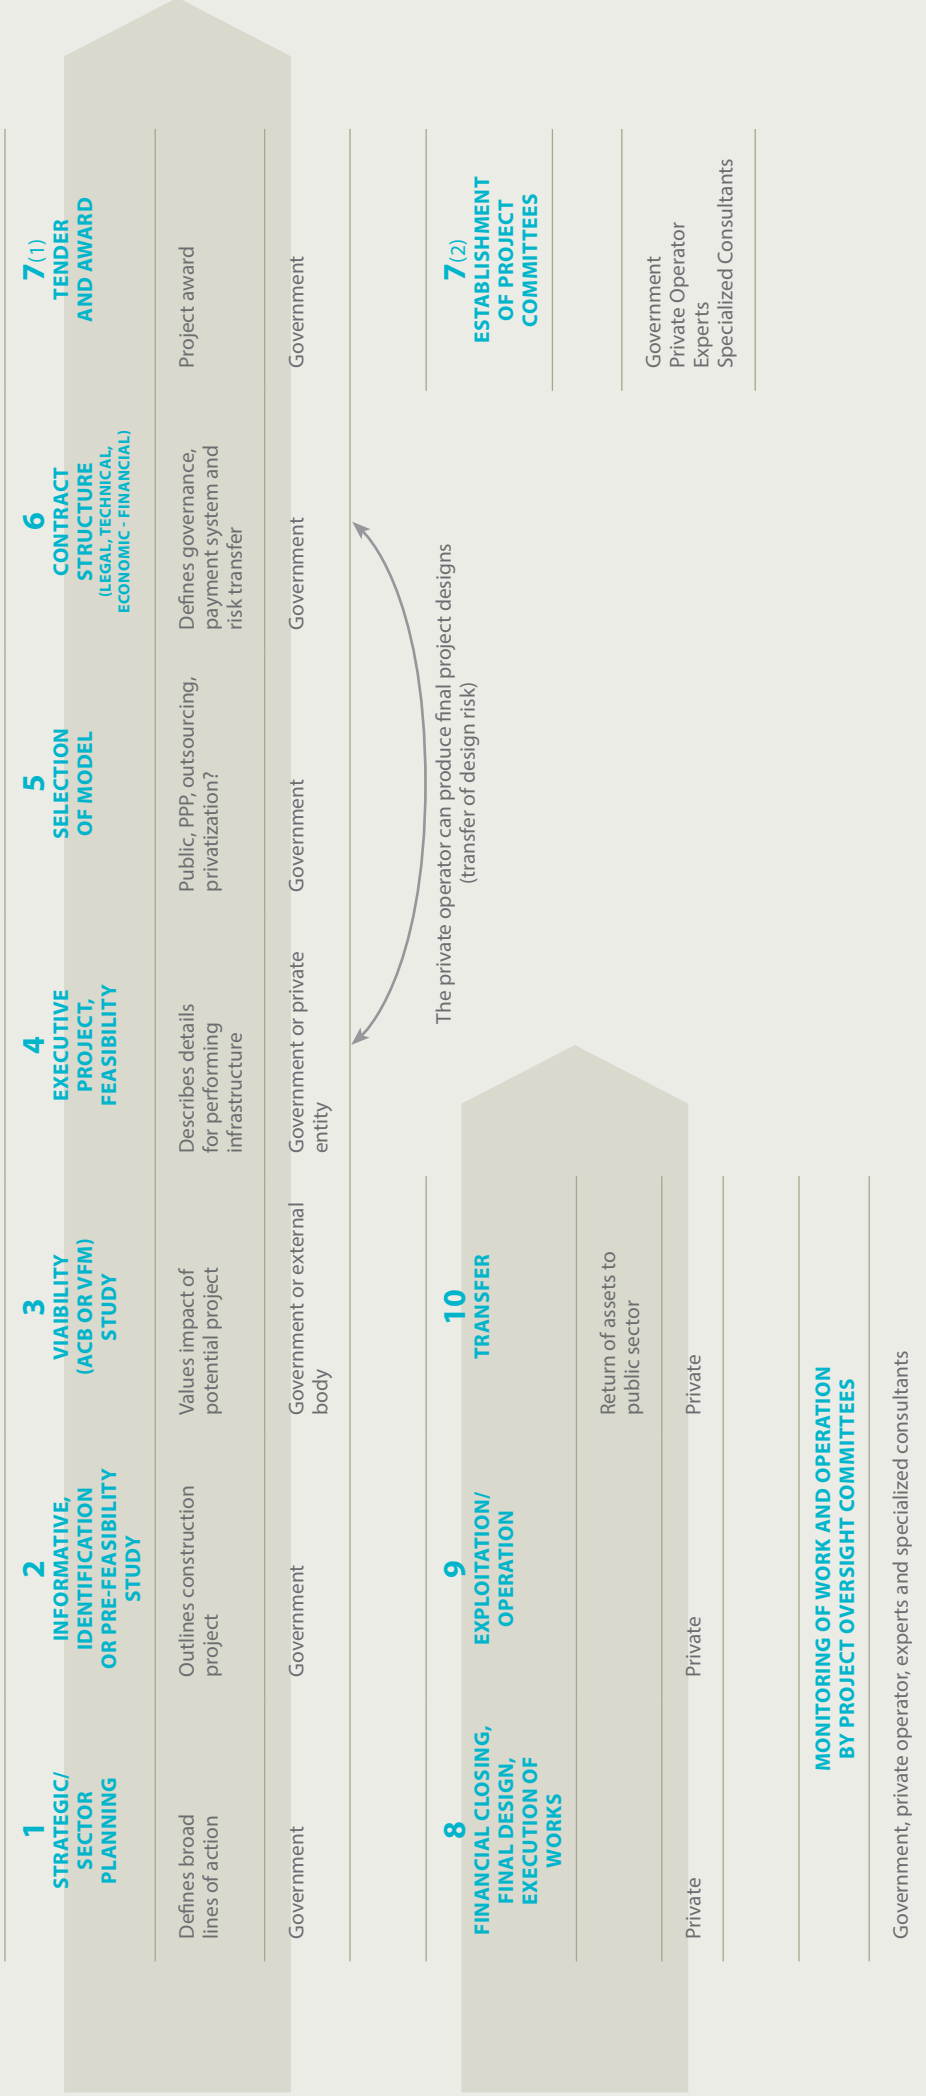 1
STRATEGIC/
SECTOR
PLANNING
Defines broad
lines of action
Government
2
INFORMATIVE,
IDENTIFICATION
OR PRE-FEASIBILITY
STUDY
Outlines construction
project
Government
3
VIAIBILITY
(ACB OR VFM)
STUDY
Values impact of
potential project
Government or external
body
4
EXECUTIVE
PROJECT,
FEASIBILITY
Describes details
for performing
infrastructure
Government or private
entity
5
SELECTION
OF MODEL
Public, PPP, outsourcing,
privatization?
Government
6
CONTRACT
STRUCTURE
(LEGAL, TECHNICAL,
ECONOMIC - FINANCIAL)
Defines governance,
payment system and
risk transfer
Government
7(1)
TENDER
AND AWARD
Project award
Government
The private operator can produce final project designs
(transfer of design risk)
7(2)
ESTABLISHMENT
OF PROJECT
COMMITTEES
Government
Private Operator
Experts
Specialized Consultants
8
FINANCIAL CLOSING,
FINAL DESIGN,
EXECUTION OF
WORKS
Private
9
EXPLOITATION/
OPERATION
Private
10
TRANSFER
Return of assets to
public sector
Private
MONITORING OF WORK AND OPERATION
BY PROJECT OVERSIGHT COMMITTEES
Government, private operator, experts and specialized consultants